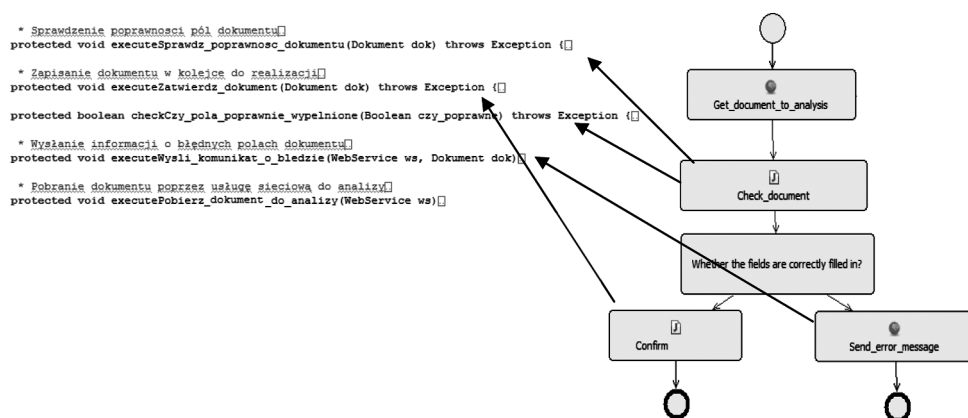 * Sprawdzenie poprawnosci pól dokumentu
protected void executeSprawdz_poprawnosc_dokumentu(Dokument dok) throws Exception {
* Zapisanie dokumentu w kolejce do realizacji
protected void executeZatwierdz_dokument(Dokument dok) throws Exception {
protected boolean checkCzy_pola_poprawnie_wypelnione(Boolean czy_poprawne) throws Exception {
* Wysłanie informacji o błędnych polach dokumentu
protected void executeWysli_komunikat_o_bledzie(WebService ws, Dokument dok)
* Pobranie dokumentu poprzez usługę sieciową do analizy
protected void executePobierz_dokument_do_analizy(WebService ws)
Get_document_to_analysis
Check_document
Whether the fields are correctly filled in?
Confirm
Send_error_message